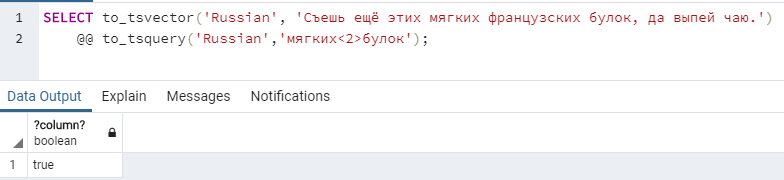 1 SELECT to_tsvector('Russian', 'Съешь ещё этих мягких французских булок, да выпей чаю.')
2 @@ to_tsquery('Russian','мягких<2>булок');
Data Output Explain Messages Notifications
?column?
boolean
1 true